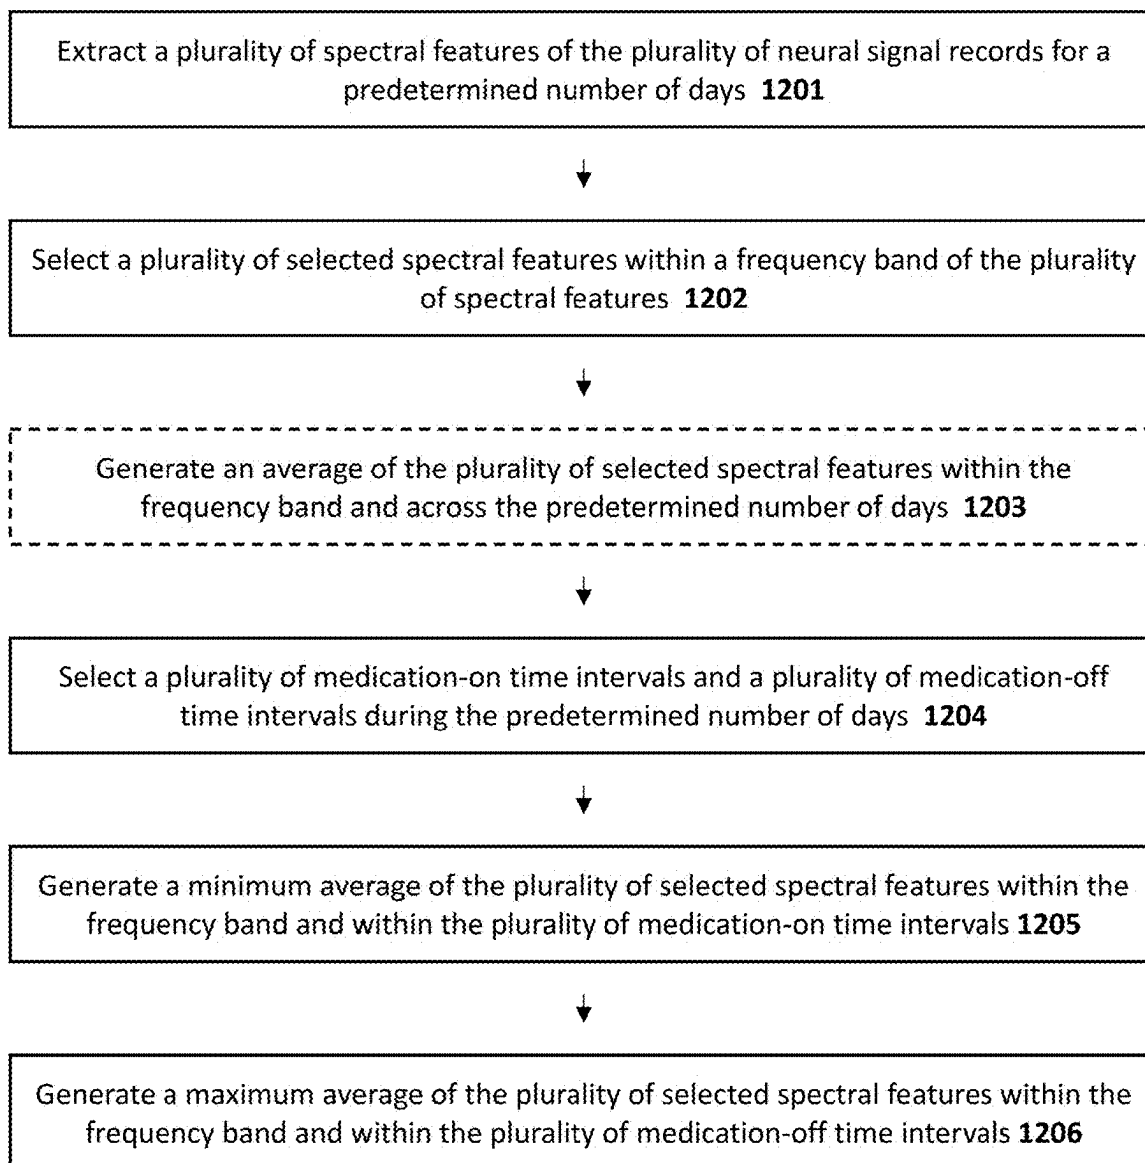 Extract a plurality of spectral features of the plurality of neural signal records for a
predetermined number of days 1201
Select a plurality of selected spectral features within a frequency band of the plurality
of spectral features 1202
Generate an average of the plurality of selected spectral features within the
frequency band and across the predetermined number of days 1203
Select a plurality of medication-on time intervals and a plurality of medication-off
time intervals during the predetermined number of days 1204
Generate a minimum average of the plurality of selected spectral features within the
frequency band and within the plurality of medication-on time intervals 1205
Generate a maximum average of the plurality of selected spectral features within the
frequency band and within the plurality of medication-off time intervals 1206